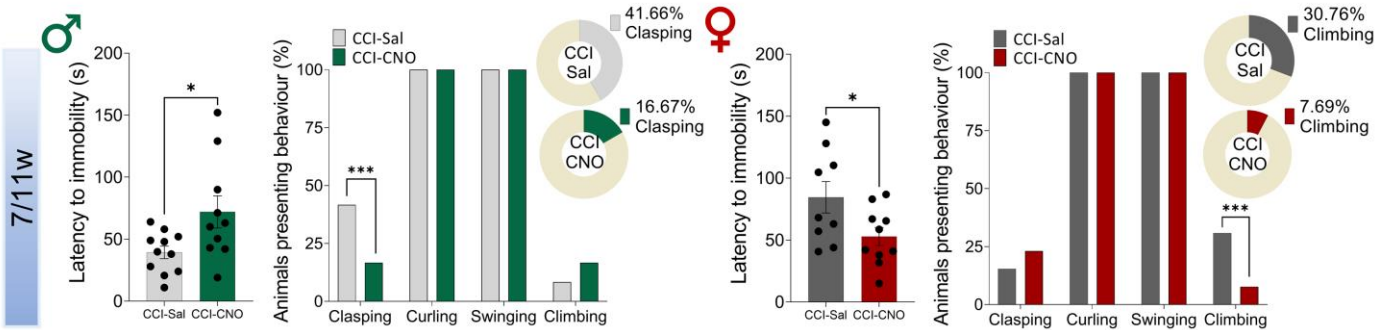 7/11w
♂
Latency to immobility (s)
200
150
100
50
0
*
CCI-Sal CCI-CNO
Animals presenting behaviour (%)
CCI-Sal
CCI-CNO
100
75
50
25
0
***
Clasping Curling Swinging Climbing
CCI
Sal
41.66%
Clasping
CCI
CNO
16.67%
Clasping
♀
Latency to immobility (s)
200
150
100
50
0
*
CCI-Sal CCI-CNO
Animals presenting behaviour (%)
CCI-Sal
CCI-CNO
100
75
50
25
0
***
Clasping Curling Swinging Climbing
CCI
Sal
30.76%
Climbing
CCI
CNO
7.69%
Climbing